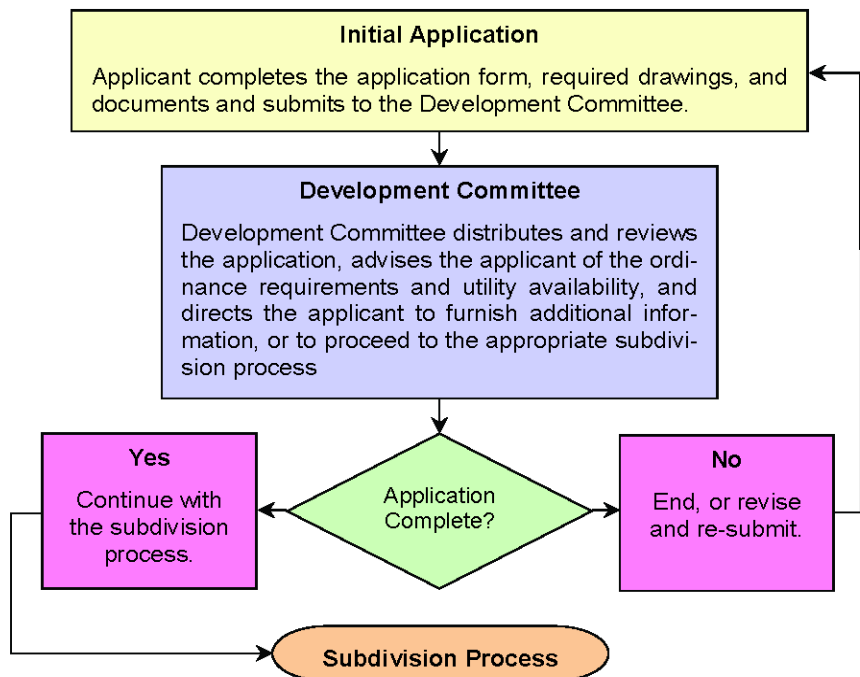 Initial Application
Applicant completes the application form, required drawings, and
documents and submits to the Development Committee.
Development Committee
Development Committee distributes and reviews
the application, advises the applicant of the ordi-
nance requirements and utility availability, and
directs the applicant to furnish additional infor-
mation, or to proceed to the appropriate subdivi-
sion process
Yes
Continue with
the subdivision
process.
Application
Complete?
No
End, or revise
and re-submit.
Subdivision Process